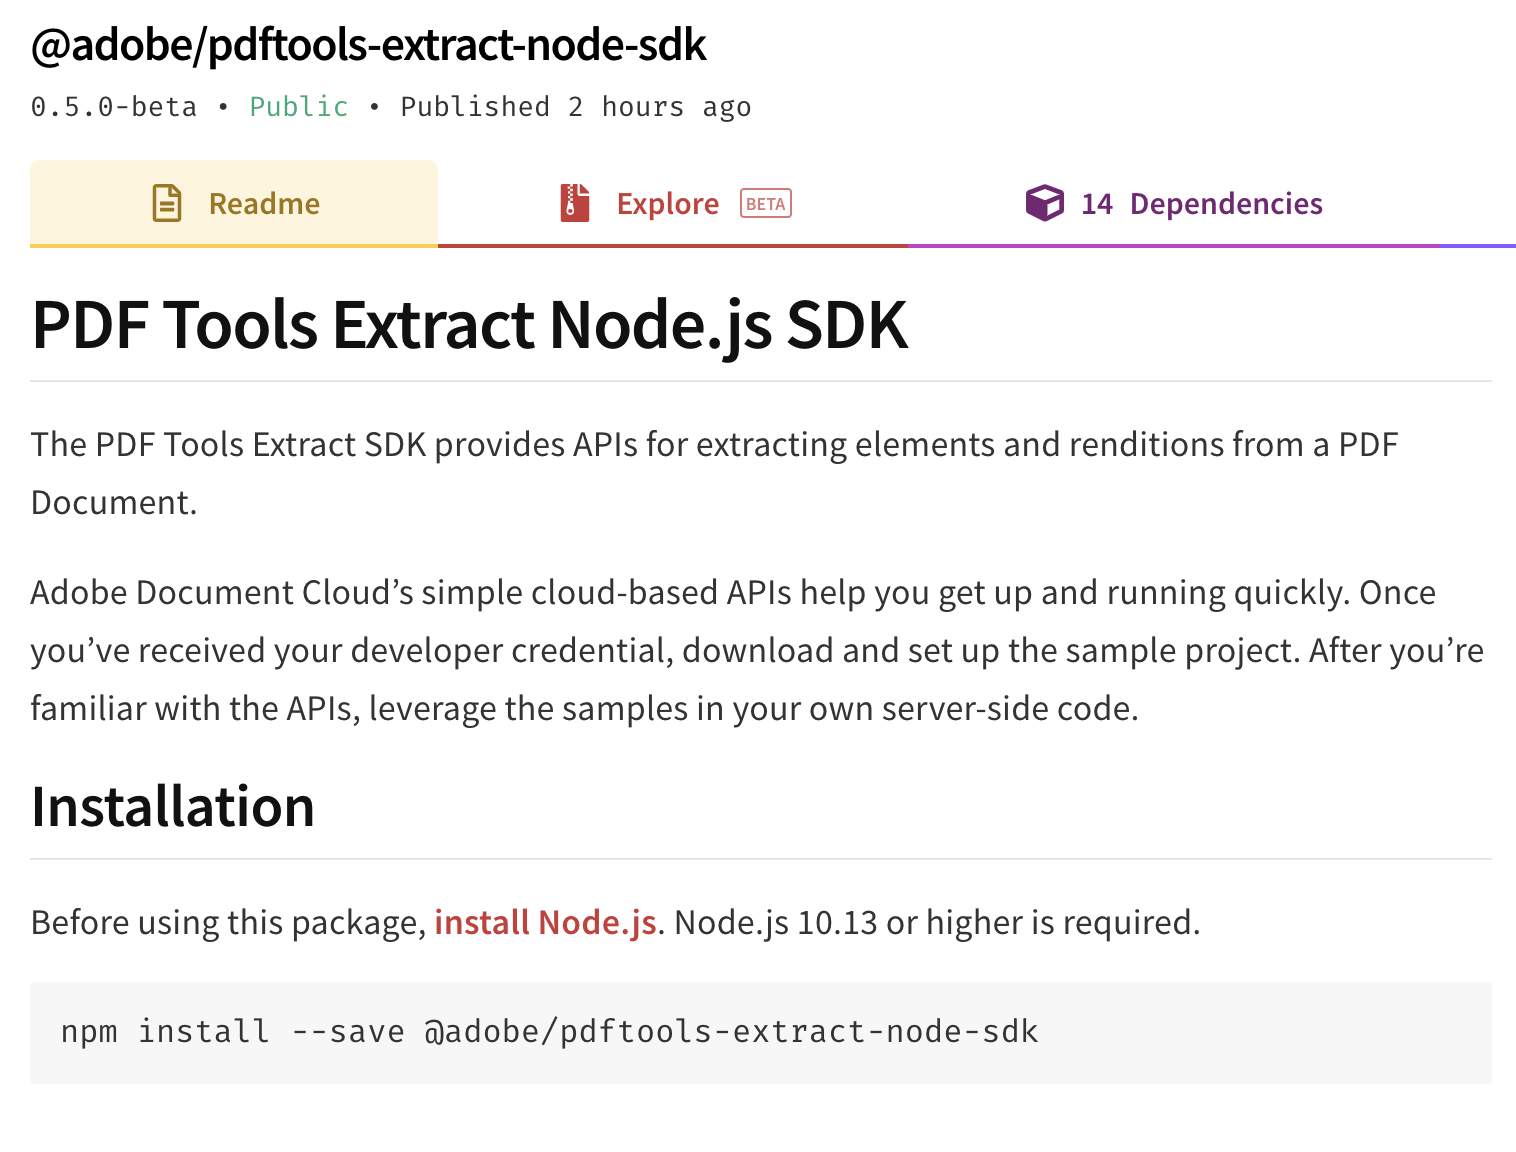 @adobe/pdftools-extract-node-sdk
0.5.0-beta • Public • Published 2 hours ago
Readme
Explore BETA
14 Dependencies
PDF Tools Extract Node.js SDK
The PDF Tools Extract SDK provides APIs for extracting elements and renditions from a PDF
Document.
Adobe Document Cloud’s simple cloud-based APIs help you get up and running quickly. Once
you’ve received your developer credential, download and set up the sample project. After you’re
familiar with the APIs, leverage the samples in your own server-side code.
Installation
Before using this package, install Node.js. Node.js 10.13 or higher is required.
npm install --save @adobe/pdftools-extract-node-sdk